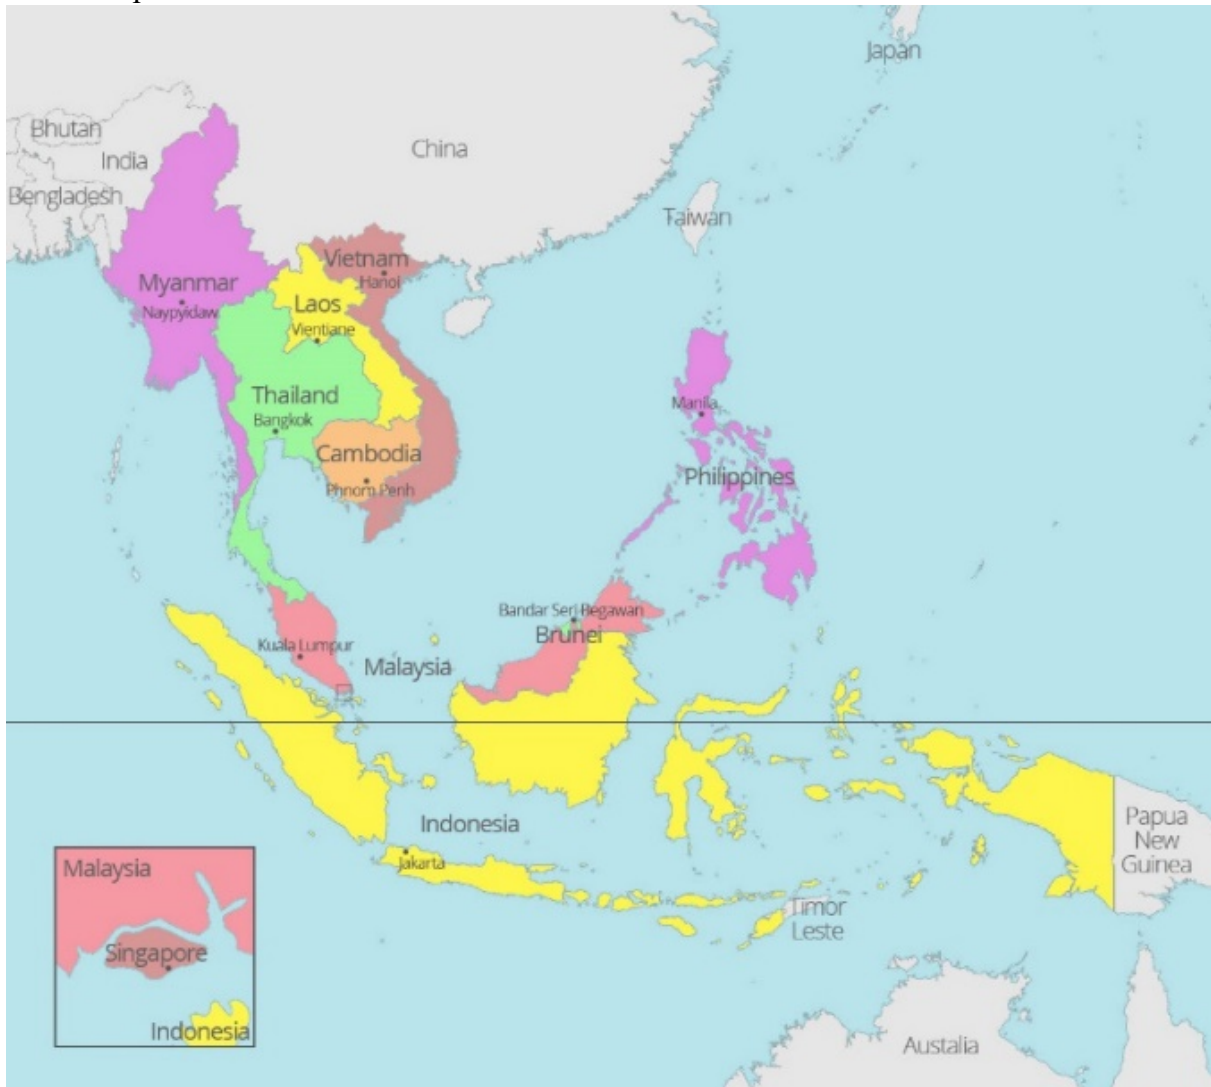 Japan
Bhutan
India
China
Bengladesh
Taiwan
Vietnam
Hanoi
Myanmar
Naypyidaw
Laos
Vientiane
Thailand
Bangkok
Manila
Cambodia
Phnom Penh
Philippines
Bandar Seri Begawan
Brunei
Kuala Lumpur
Malaysia
Indonesia
Jakarta
Papua
New
Guinea
Timor
Leste
Malaysia
Singapore
Indonesia
Austalia